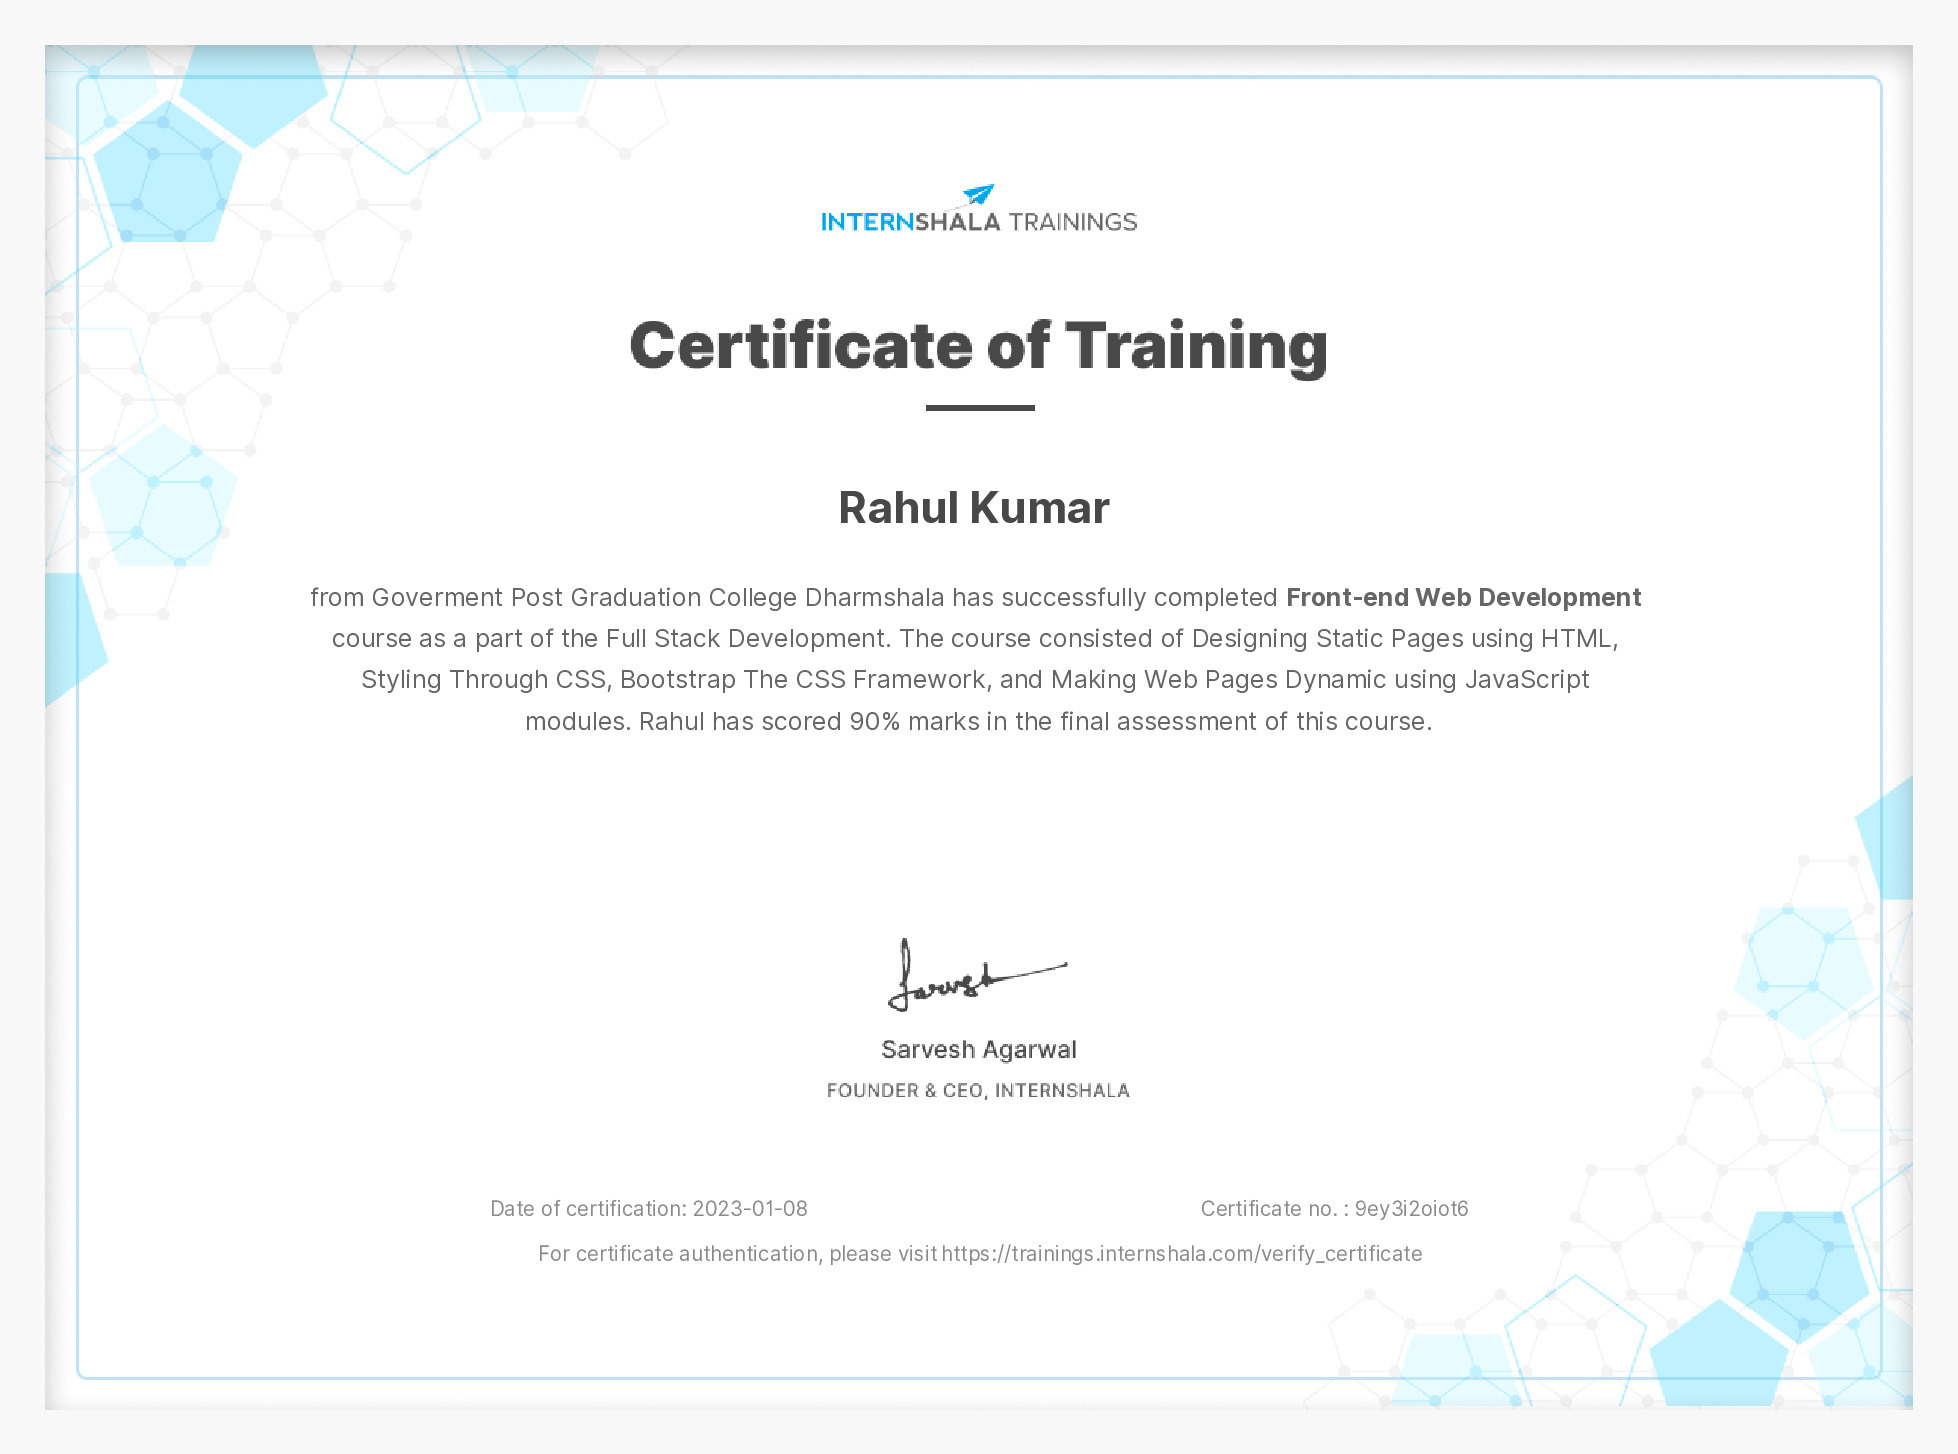 INTERNSHALA TRAININGS
Certificate of Training
Rahul Kumar
from Goverment Post Graduation College Dharmshala has successfully completed Front-end Web Development
course as a part of the Full Stack Development. The course consisted of Designing Static Pages using HTML,
Styling Through CSS, Bootstrap The CSS Framework, and Making Web Pages Dynamic using JavaScript
modules. Rahul has scored 90% marks in the final assessment of this course.
Sarvesh
Sarvesh Agarwal
FOUNDER & CEO, INTERNSHALA
Date of certification: 2023-01-08
Certificate no. : 9ey3i2oiot6
For certificate authentication, please visit https://trainings.internshala.com/verify_certificate